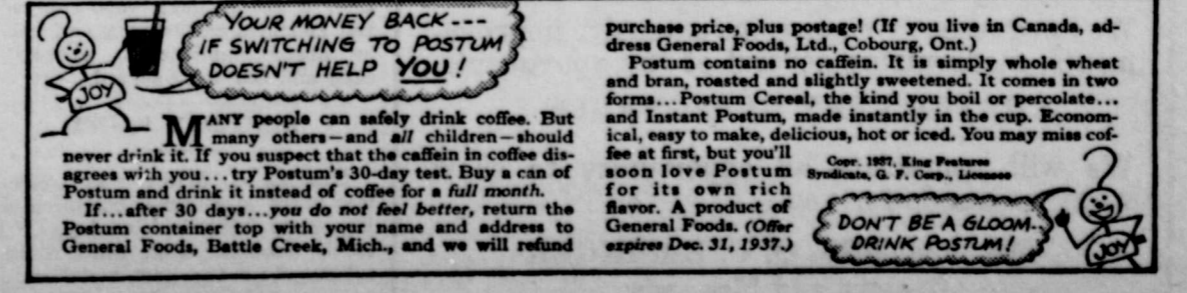 YOUR MONEY BACK---
IF SWITCHING TO POSTUM
DOESN'T HELP YOU!
JOY
MANY people can safely drink coffee. But
many others—and all children—should
never drink it. If you suspect that the caffein in coffee dis-
agrees with you...try Postum's 30-day test. Buy a can of
Postum and drink it instead of coffee for a full month.
If...after 30 days...you do not feel better, return the
Postum container top with your name and address to
General Foods, Battle Creek, Mich., and we will refund
purchase price, plus postage! (If you live in Canada, ad-
dress General Foods, Ltd., Cobourg, Ont.)
Postum contains no caffein. It is simply whole wheat
and bran, roasted and slightly sweetened. It comes in two
forms...Postum Cereal, the kind you boil or percolate...
and Instant Postum, made instantly in the cup. Econom-
ical, easy to make, delicious, hot or iced. You may miss cof-
fee at first, but you'll
soon love Postum
for its own rich
flavor. A product of
General Foods. (Offer
expires Dec. 31, 1937.)
Copr. 1937, King Features
Syndicate, G. F. Corp., Licensee
DON'T BE A GLOOM--
DRINK POSTUM!
JOY